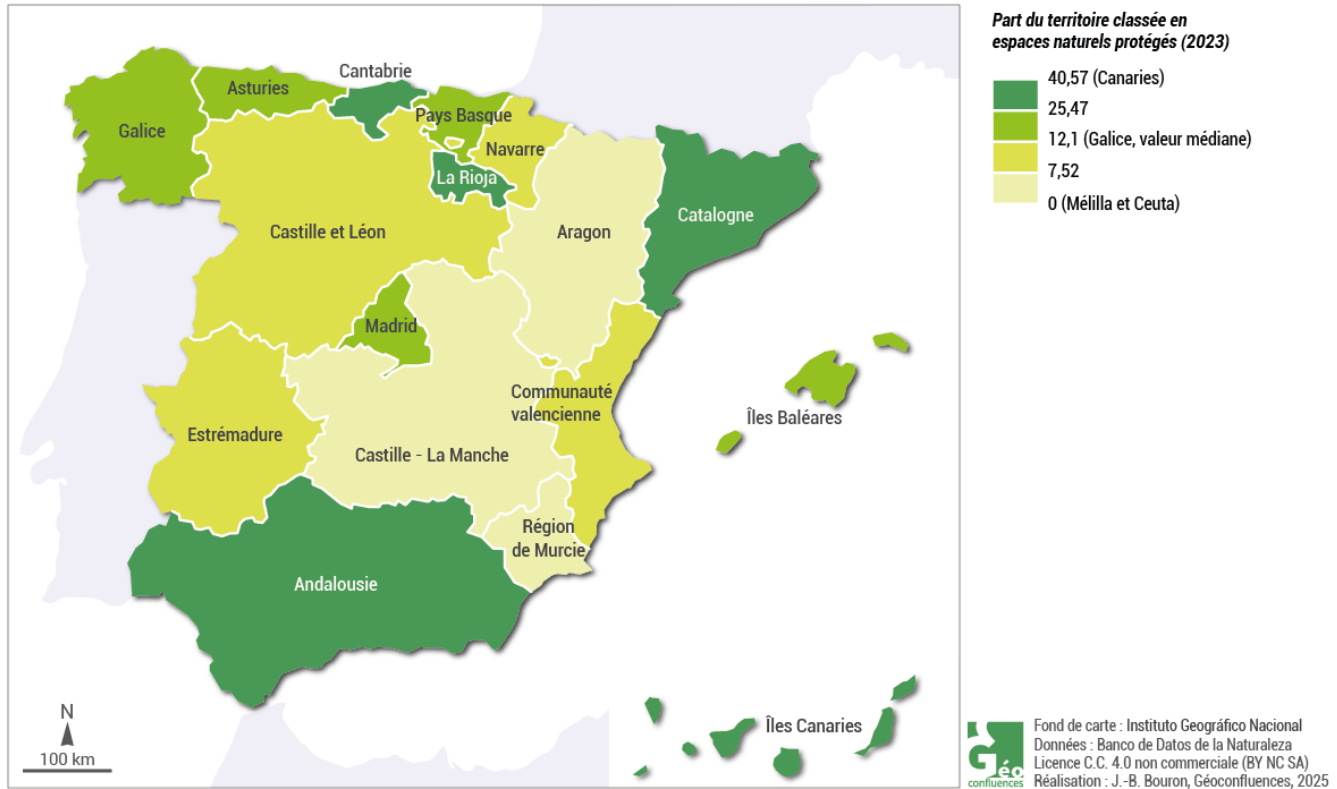 Part du territoire classée en
espaces naturels protégés (2023)
40,57 (Canaries)
25,47
12,1 (Galice, valeur médiane)
7,52
0 (Mélilla et Ceuta)
Cantabrie
Asturies
Pays Basque
Galice
Navarre
La Rioja
Catalogne
Castille et Léon
Aragon
Madrid
Communauté
valencienne
Îles Baléares
Estrémadure
Castille - La Manche
Région
de Murcie
Andalousie
Îles Canaries
N
100 km
Géo
confluences
Fond de carte : Instituto Geográfico Nacional
Données : Banco de Datos de la Naturaleza
Licence C.C. 4.0 non commerciale (BY NC SA)
Réalisation : J.-B. Bouron, Géoconfluences, 2025